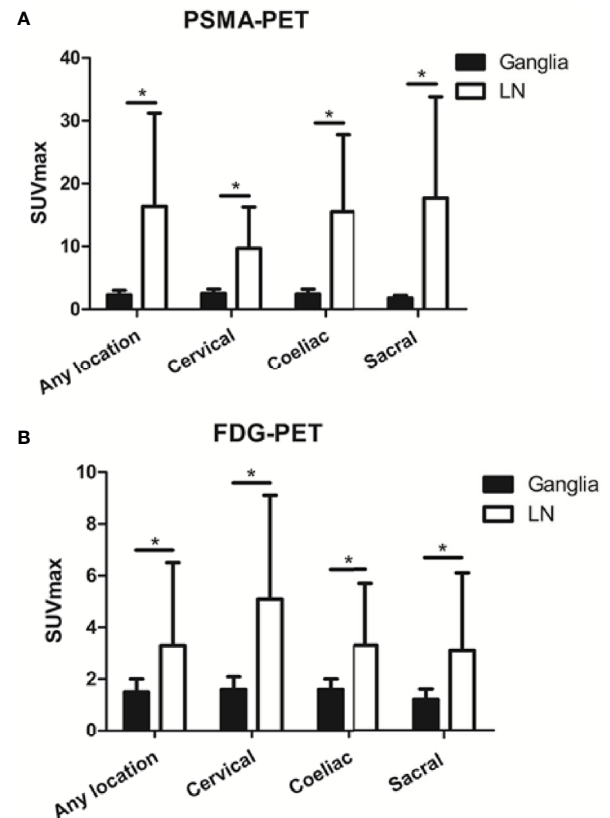 A
PSMA-PET
40
30
20
10
0
SUVmax
* * * *
Ganglia
LN
Any location
Cervical
Coeliac
Sacral
B
FDG-PET
10
8
6
4
2
0
SUVmax
* * * *
Ganglia
LN
Any location
Cervical
Coeliac
Sacral